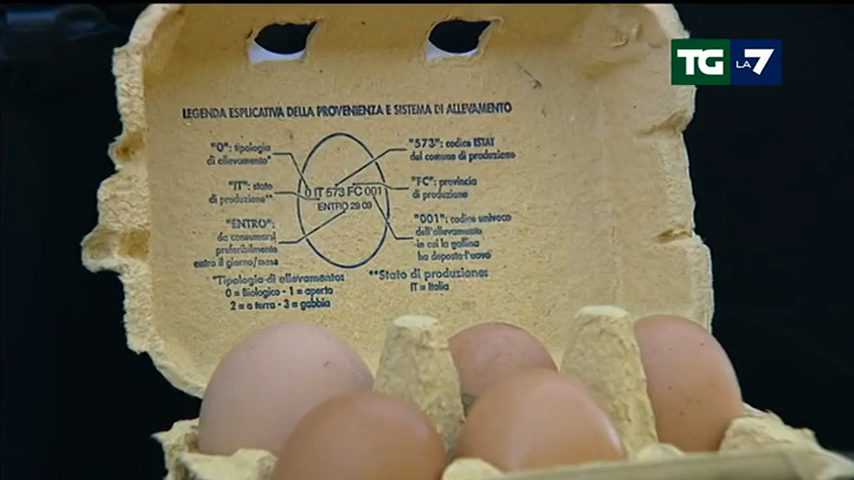 TG LA7
LEGENDA ESPLICATIVA DELLA PROVENIENZA E SISTEMA DI ALLEVAMENTO
"0": tipologia
di allevamento*
"IT": stato
di produzione**
"ENTRO":
da consumarsi
preferibilmente
entro il giorno/mese
0 IT 573 FC 001
ENTRO 29 09
"573": codice ISTAT
del comune di produzione
"FC": provincia
di produzione
"001": codice univoco
dell'allevamento
in cui la gallina
ha deposto l'uovo
*Tipologia di allevamento:
0 = Biologico - 1 = aperto
2 = a terra - 3 = gabbia
**Stato di produzione:
IT = Italia